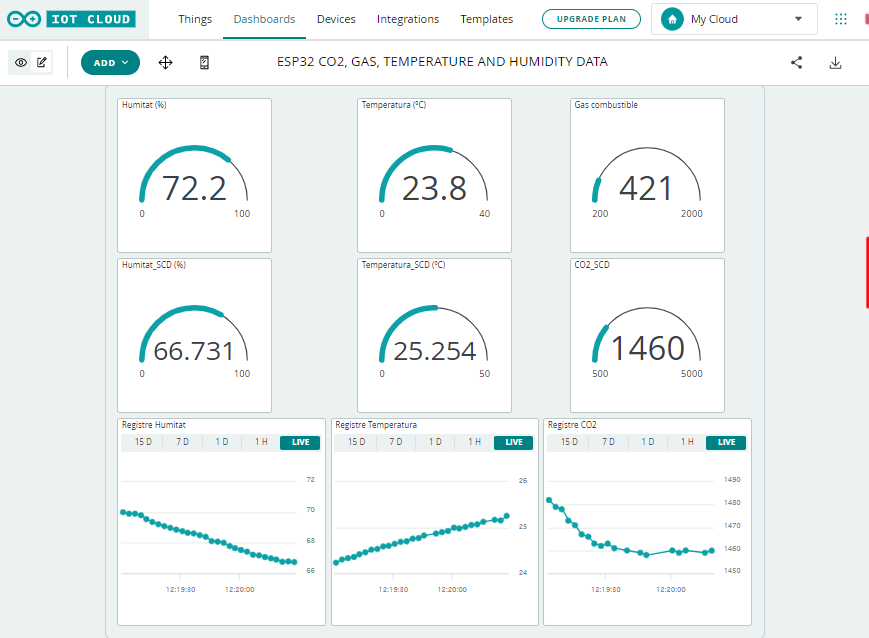 IOT CLOUD
Things Dashboards Devices Integrations Templates UPGRADE PLAN My Cloud
ADD ESP32 CO2, GAS, TEMPERATURE AND HUMIDITY DATA
Humitat (%)
72.2
0 100
Temperatura (ºC)
23.8
0 40
Gas combustible
421
200 2000
Humitat_SCD (%)
66.731
0 100
Temperatura_SCD (ºC)
25.254
0 50
CO2_SCD
1460
500 5000
Registre Humitat
15 D 7 D 1 D 1 H LIVE
72
70
68
66
12:19:30 12:20:00
Registre Temperatura
15 D 7 D 1 D 1 H LIVE
26
25
24
12:19:30 12:20:00
Registre CO2
15 D 7 D 1 D 1 H LIVE
1490
1480
1470
1460
1450
12:19:30 12:20:00